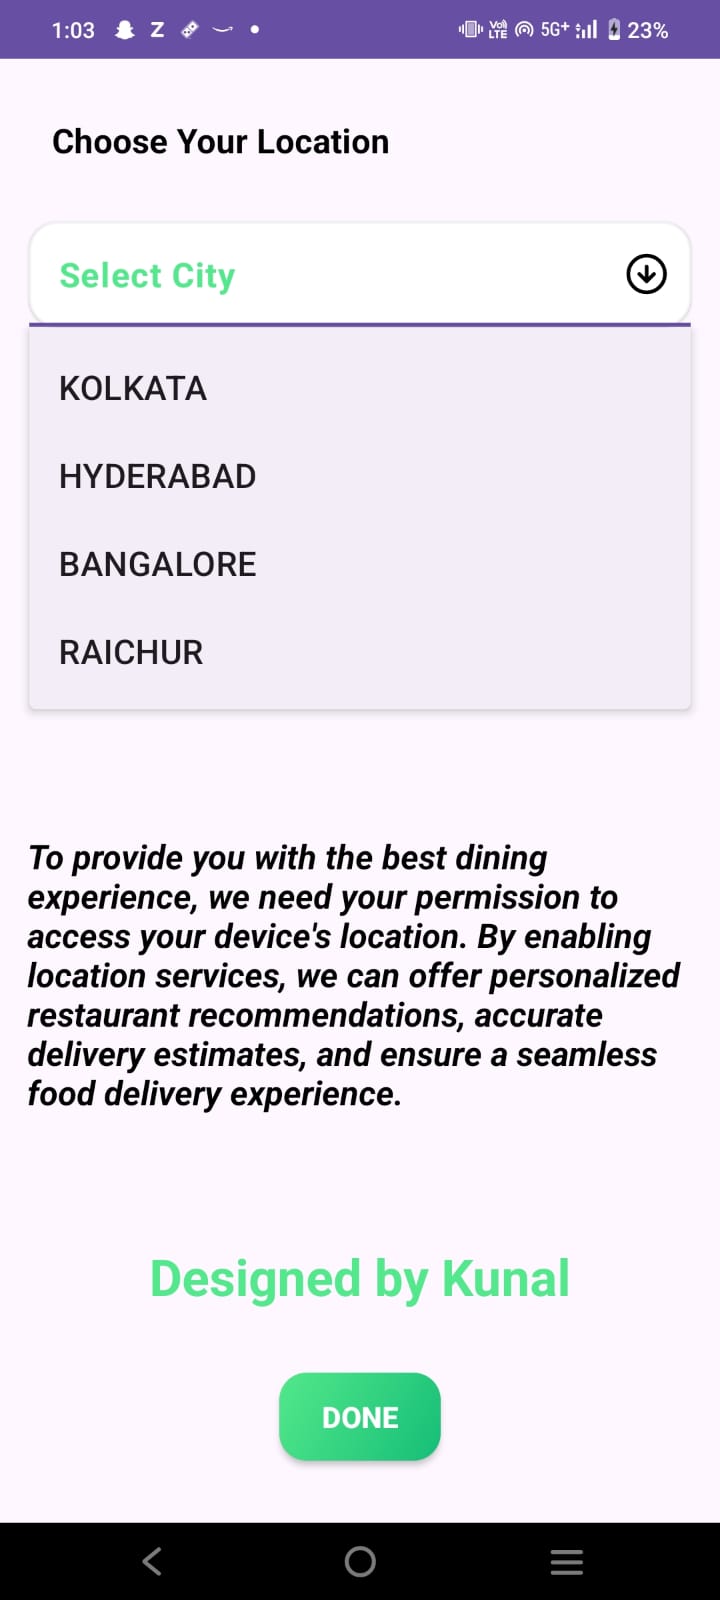 1:03 Z VoI) LTE 5G+ 23%
Choose Your Location
Select City
KOLKATA
HYDERABAD
BANGALORE
RAICHUR
To provide you with the best dining
experience, we need your permission to
access your device's location. By enabling
location services, we can offer personalized
restaurant recommendations, accurate
delivery estimates, and ensure a seamless
food delivery experience.
Designed by Kunal
DONE